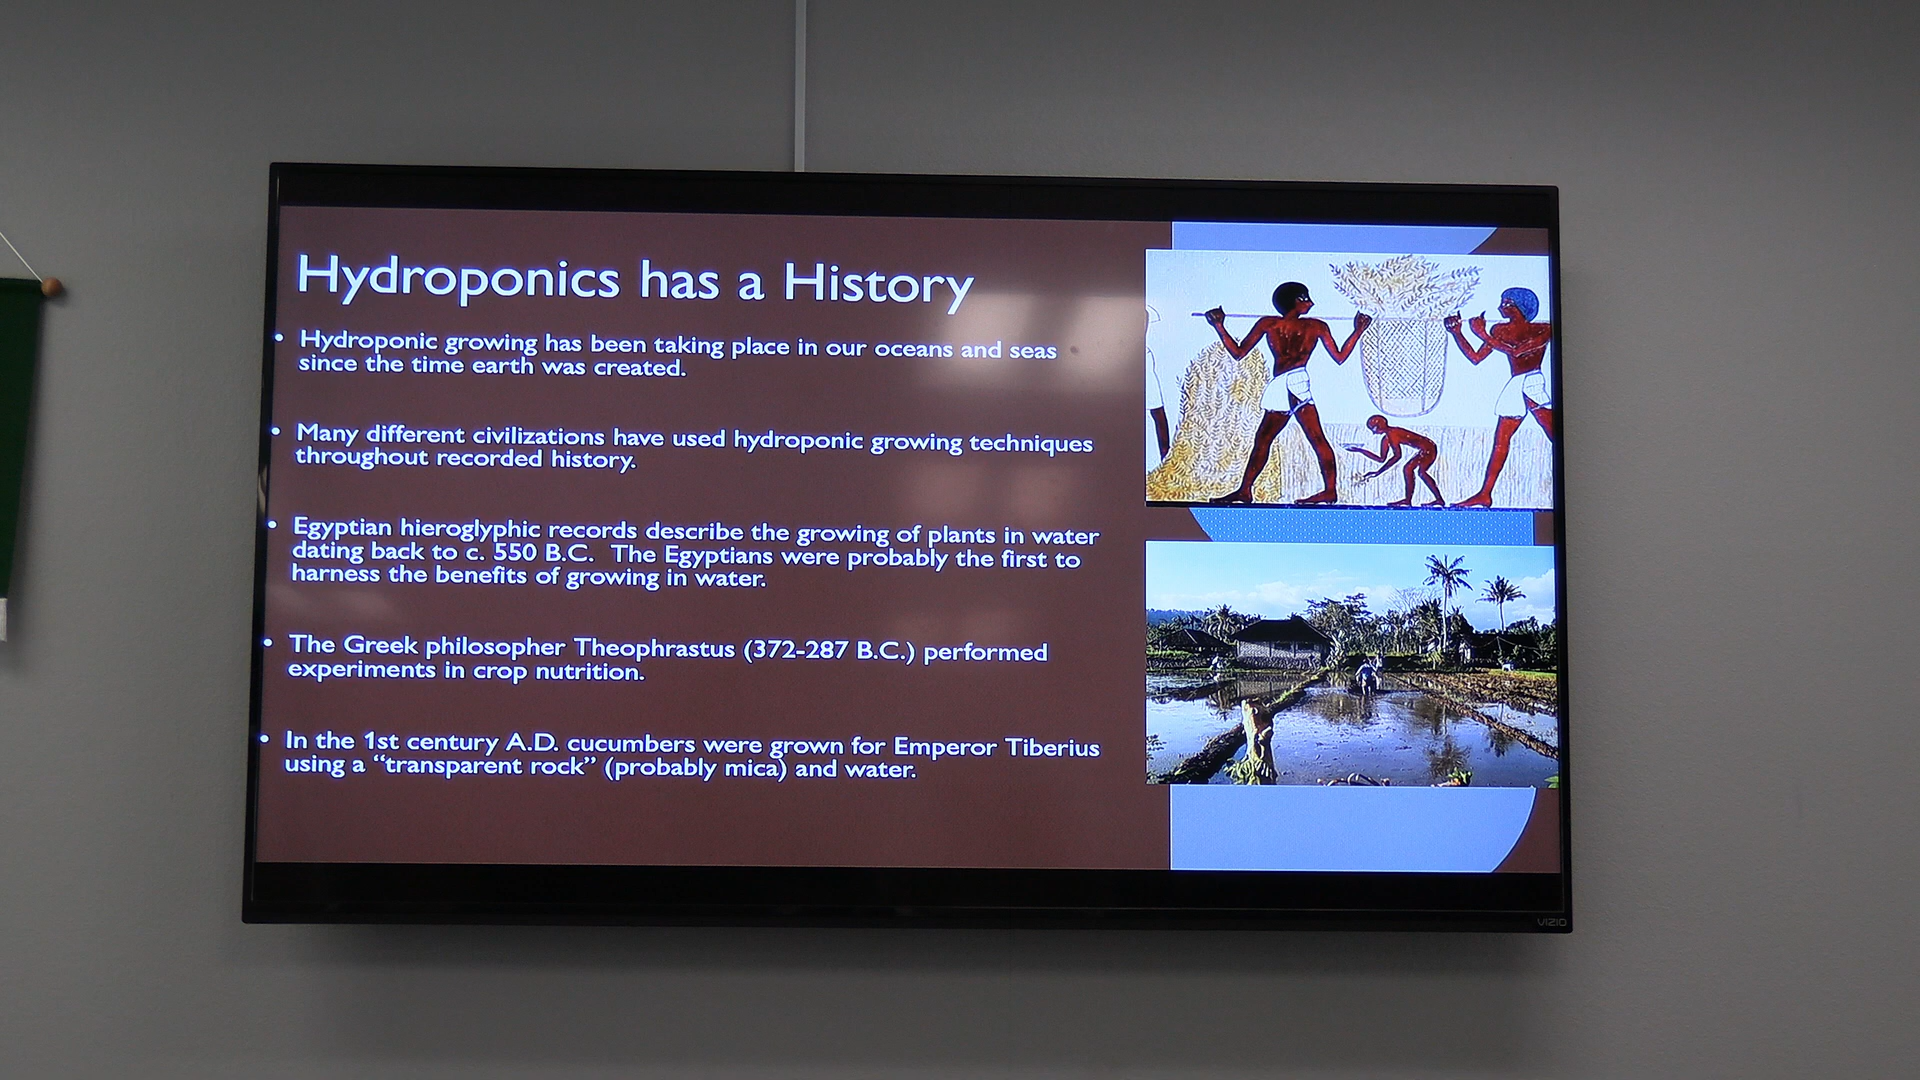 Hydroponics has a History
• Hydroponic growing has been taking place in our oceans and seas
since the time earth was created.
• Many different civilizations have used hydroponic growing techniques
throughout recorded history.
• Egyptian hieroglyphic records describe the growing of plants in water
dating back to c. 550 B.C. The Egyptians were probably the first to
harness the benefits of growing in water.
• The Greek philosopher Theophrastus (372-287 B.C.) performed
experiments in crop nutrition.
• In the 1st century A.D. cucumbers were grown for Emperor Tiberius
using a “transparent rock” (probably mica) and water.
VIZIO